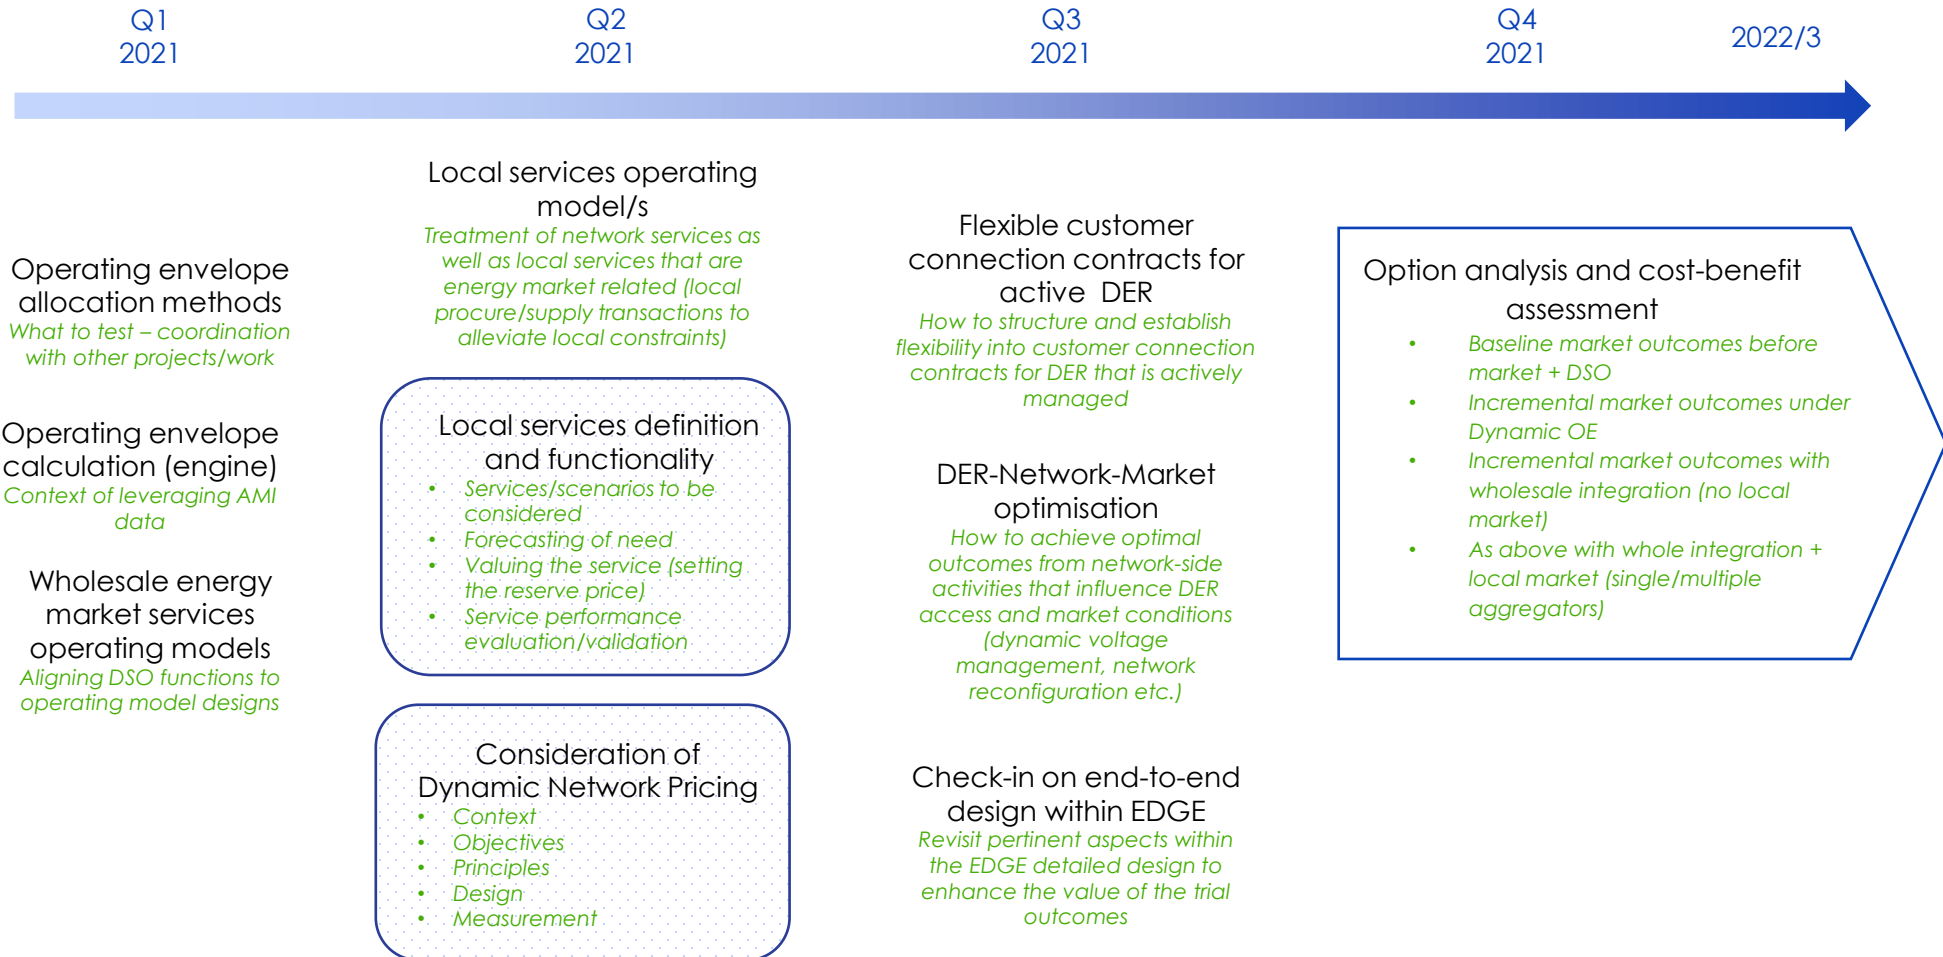 Q1
2021
Q2
2021
Q3
2021
Q4
2021
2022/3
Operating envelope
allocation methods
What to test – coordination
with other projects/work
Operating envelope
calculation (engine)
Context of leveraging AMI
data
Wholesale energy
market services
operating models
Aligning DSO functions to
operating model designs
Local services operating
model/s
Treatment of network services as
well as local services that are
energy market related (local
procure/supply transactions to
alleviate local constraints)
Local services definition
and functionality
• Services/scenarios to be
considered
• Forecasting of need
• Valuing the service (setting
the reserve price)
• Service performance
evaluation/validation
Consideration of
Dynamic Network Pricing
• Context
• Objectives
• Principles
• Design
• Measurement
Flexible customer
connection contracts for
active DER
How to structure and establish
flexibility into customer connection
contracts for DER that is actively
managed
DER-Network-Market
optimisation
How to achieve optimal
outcomes from network-side
activities that influence DER
access and market conditions
(dynamic voltage
management, network
reconfiguration etc.)
Check-in on end-to-end
design within EDGE
Revisit pertinent aspects within
the EDGE detailed design to
enhance the value of the trial
outcomes
Option analysis and cost-benefit
assessment
• Baseline market outcomes before
market + DSO
• Incremental market outcomes under
Dynamic OE
• Incremental market outcomes with
wholesale integration (no local
market)
• As above with whole integration +
local market (single/multiple
aggregators)